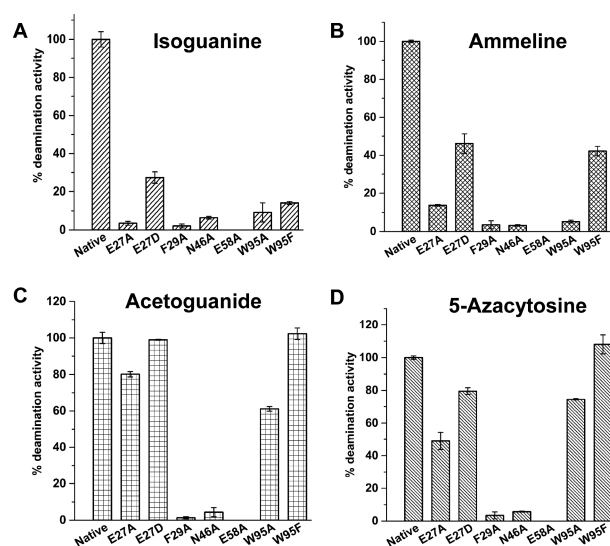 A
Isoguanine
% deamination activity
100
80
60
40
20
0
Native E27A E27D F29A N46A E58A W95A W95F
B
Ammeline
% deamination activity
100
80
60
40
20
0
Native E27A E27D F29A N46A E58A W95A W95F
C
Acetoguanide
% deamination activity
120
100
80
60
40
20
0
Native E27A E27D F29A N46A E58A W95A W95F
D
5-Azacytosine
% deamination activity
120
100
80
60
40
20
0
Native E27A E27D F29A N46A E58A W95A W95F